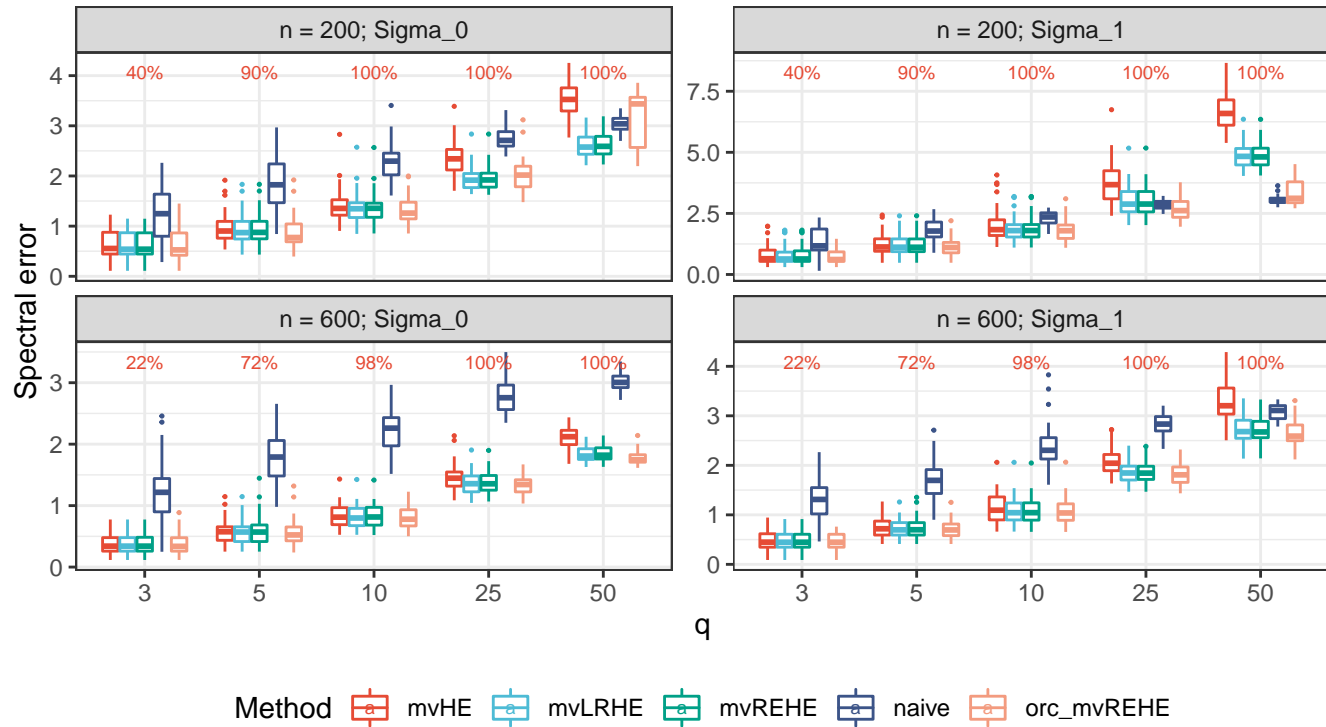 n = 200; Sigma_0
n = 200; Sigma_1
40% 90% 100% 100% 100%
40% 90% 100% 100% 100%
4
3
2
1
0
7.5
5.0
2.5
0.0
Spectral error
n = 600; Sigma_0
n = 600; Sigma_1
22% 72% 98% 100% 100%
22% 72% 98% 100% 100%
3
2
1
0
4
3
2
1
0
3 5 10 25 50
3 5 10 25 50
q
Method a mvHE a mvLRHE a mvREHE a naive a orc_mvREHE